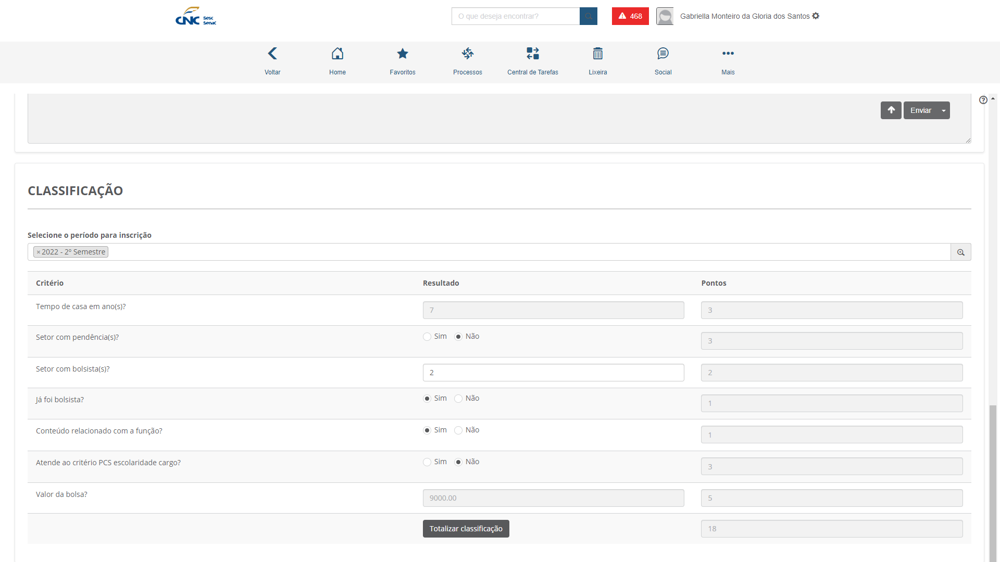 CNC Sesc
Senac
O que deseja encontrar?
468
Gabriella Monteiro da Gloria dos Santos
Voltar
Home
Favoritos
Processos
Central de Tarefas
Lixeira
Social
Mais
Enviar
CLASSIFICAÇÃO
Selecione o período para inscrição
×2022 - 2º Semestre
Critério Resultado Pontos
Tempo de casa em ano(s)? 7 3
Setor com pendência(s)? Sim Não 3
Setor com bolsista(s)? 2 2
Já foi bolsista? Sim Não 1
Conteúdo relacionado com a função? Sim Não 1
Atende ao critério PCS escolaridade cargo? Sim Não 3
Valor da bolsa? 9000.00 5
Totalizar classificação 18